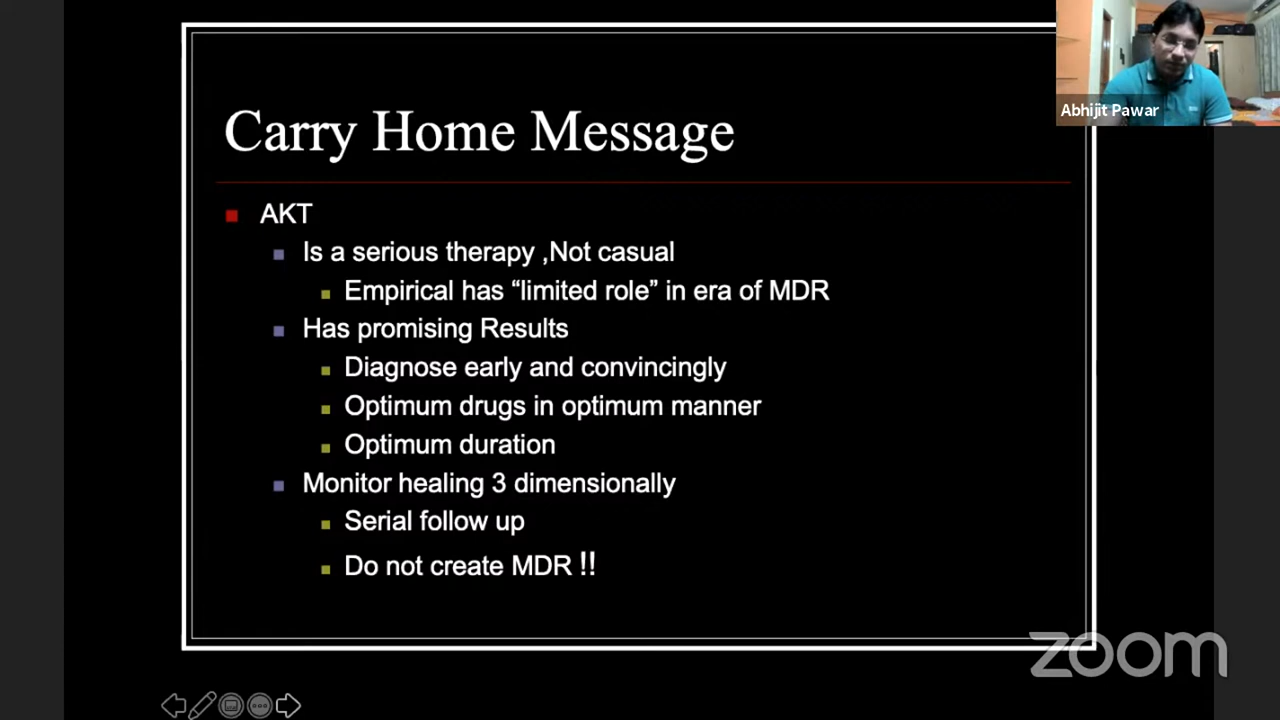 Abhijit Pawar
Carry Home Message
AKT
Is a serious therapy ,Not casual
Empirical has “limited role” in era of MDR
Has promising Results
Diagnose early and convincingly
Optimum drugs in optimum manner
Optimum duration
Monitor healing 3 dimensionally
Serial follow up
Do not create MDR !!
zoom